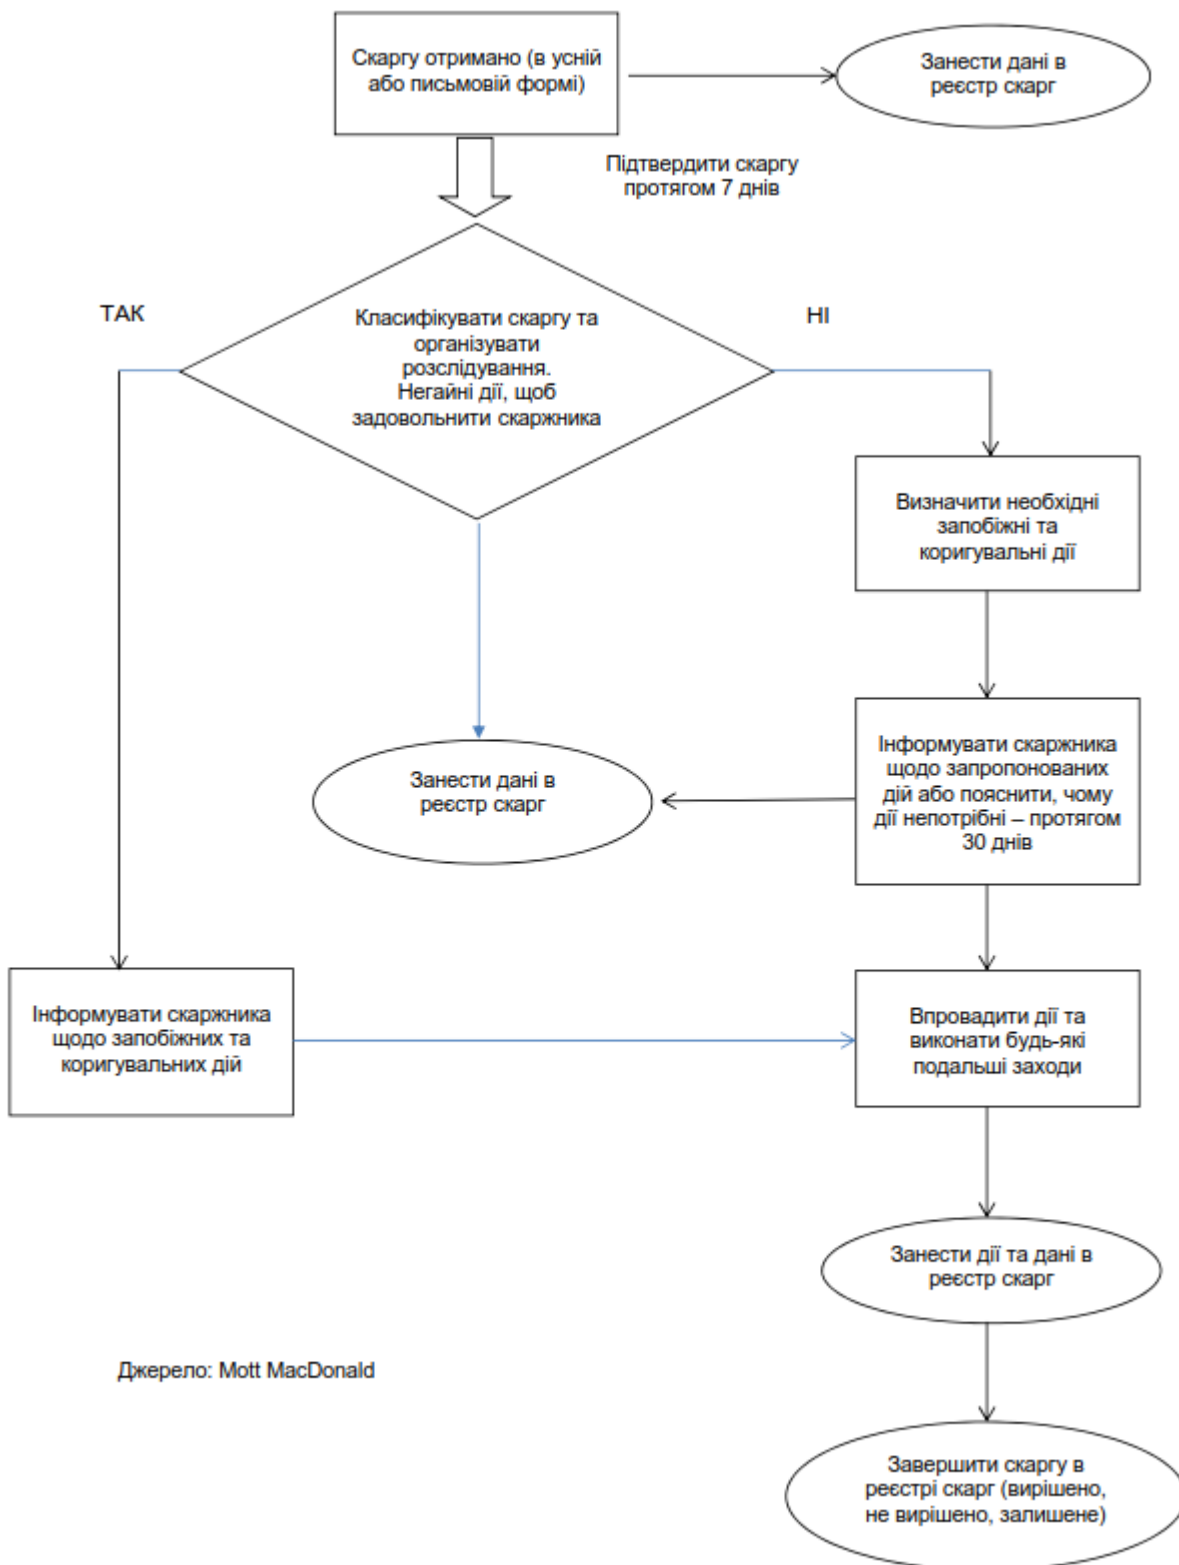 Скаргу отримано (в усній
або письмовій формі)
Занести дані в
реєстр скарг
Підтвердити скаргу
протягом 7 днів
ТАК
НІ
Класифікувати скаргу та
організувати
розслідування.
Негайні дії, щоб
задовольнити скаржника
Визначити необхідні
запобіжні та
коригувальні дії
Інформувати скаржника
щодо запропонованих
дій або пояснити, чому
дії непотрібні – протягом
30 днів
Занести дані в
реєстр скарг
Інформувати скаржника
щодо запобіжних та
коригувальних дій
Впровадити дії та
виконати будь-які
подальші заходи
Занести дії та дані в
реєстр скарг
Джерело: Mott MacDonald
Завершити скаргу в
реєстрі скарг (вирішено,
не вирішено, залишене)